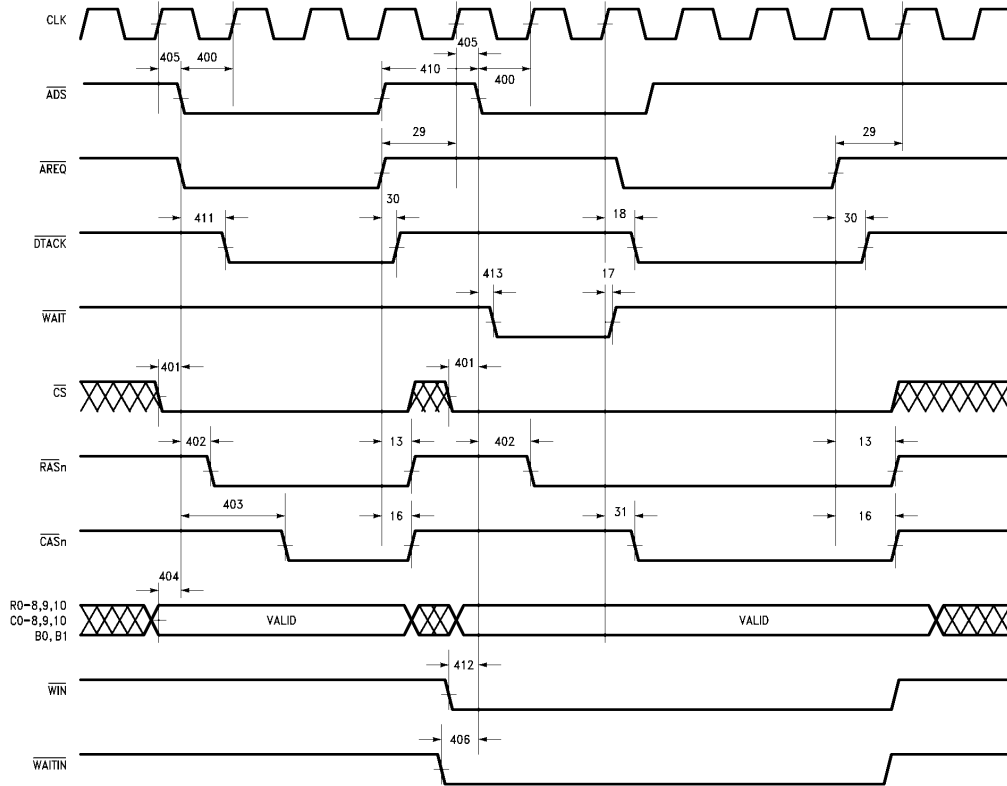 CLK
405
405 400
410
400
ADS
29
29
AREQ
30
411
18
30
DTACK
413
17
WAIT
401
401
CS
402
13
402
13
RASn
403
16
31
16
CASn
404
R0-8,9,10
C0-8,9,10
B0, B1
VALID
VALID
412
WIN
406
WAITIN